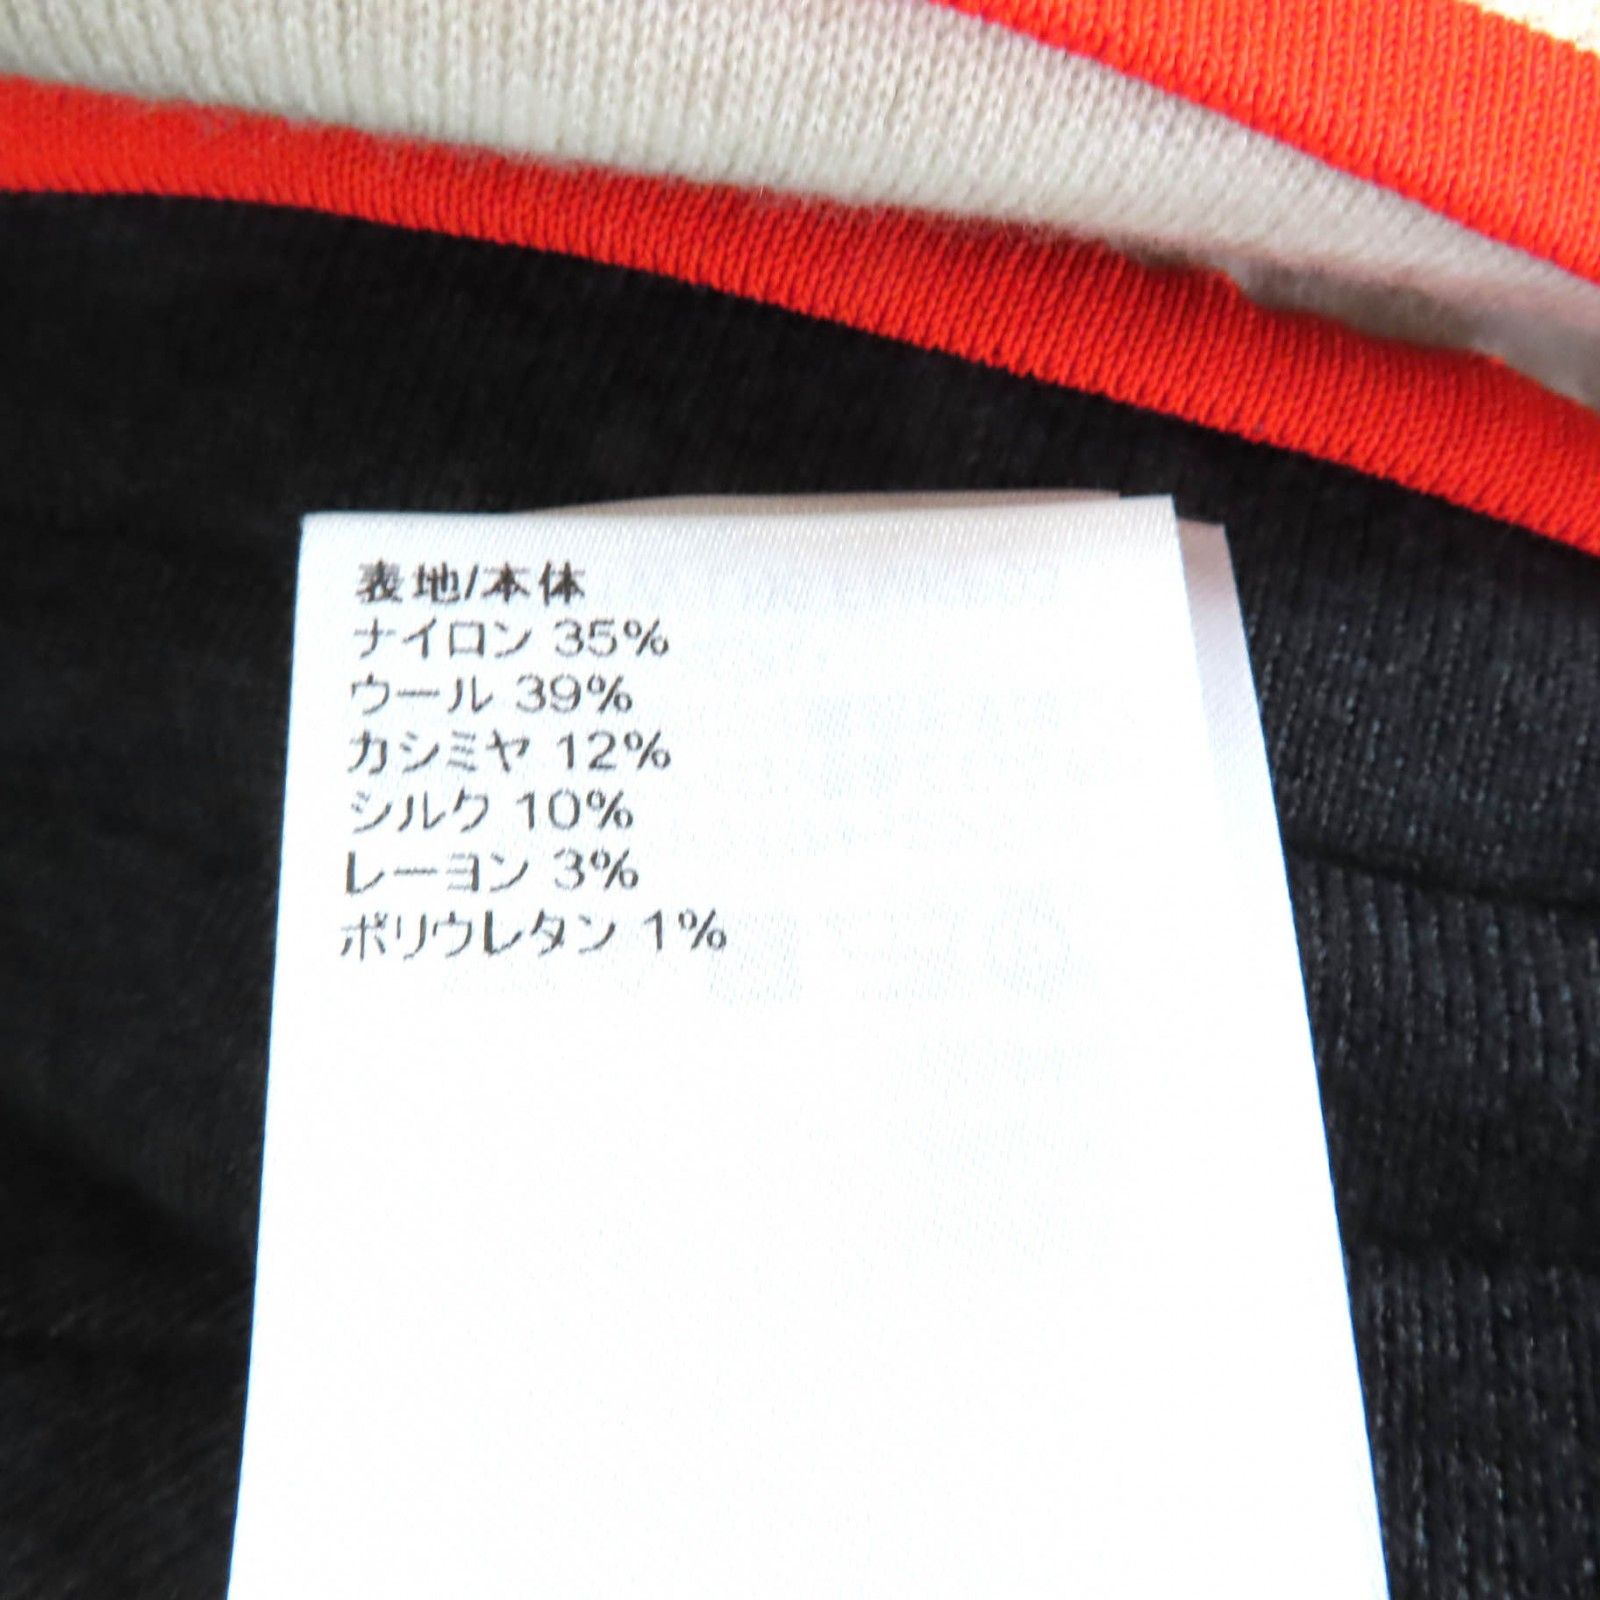 表地/本体
ナイロン 35%
ウール 39%
カシミヤ 12%
シルク 10%
レーヨン 3%
ポリウレタン 1%